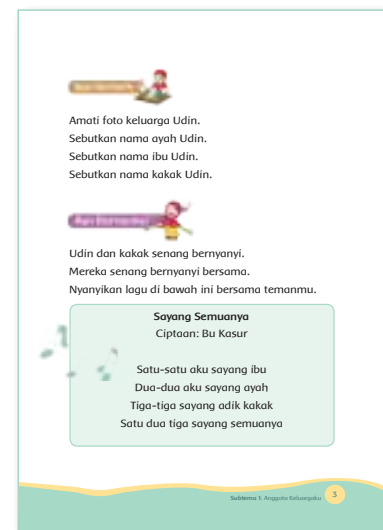 Amati foto keluarga Udin.
Sebutkan nama ayah Udin.
Sebutkan nama ibu Udin.
Sebutkan nama kakak Udin.
Ayo Bernyanyi
Udin dan kakak senang bernyanyi.
Mereka senang bernyanyi bersama.
Nyanyikan lagu di bawah ini bersama temanmu.
Sayang Semuanya
Ciptaan: Bu Kasur
Satu-satu aku sayang ibu
Dua-dua aku sayang ayah
Tiga-tiga sayang adik kakak
Satu dua tiga sayang semuanya
Subtema 1: Anggota Keluargaku 3